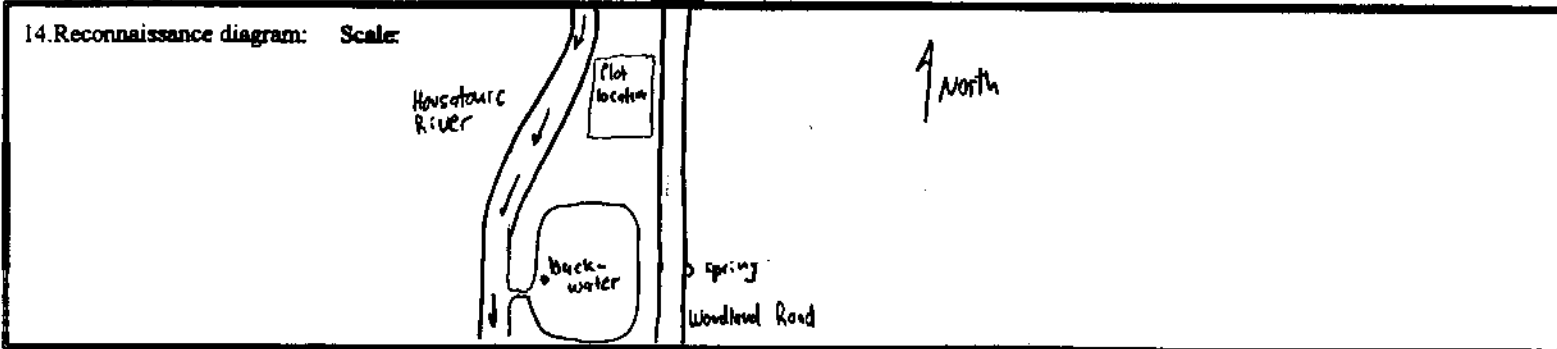 14.Reconnaissance diagram: Scale:
Plot
location
North
Housatonic
River
Back-
water
spring
Woodland Road